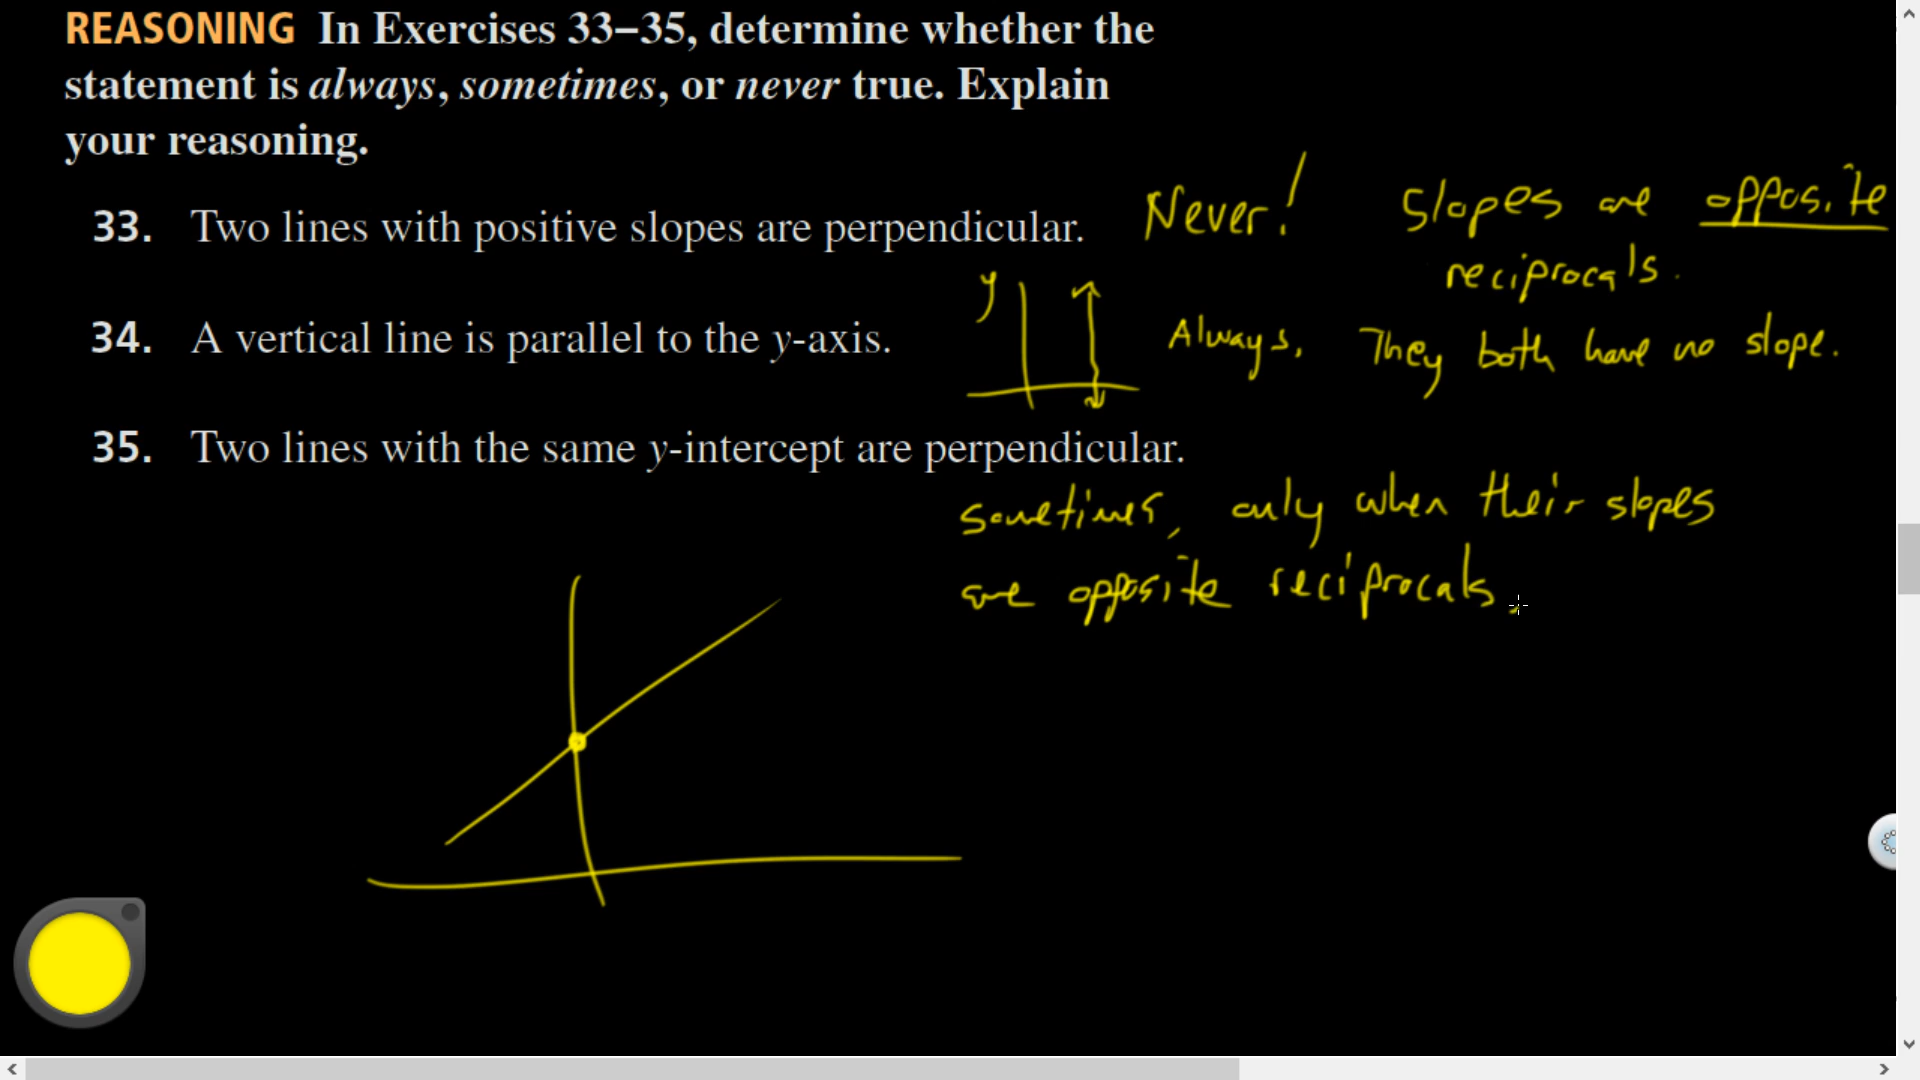 REASONING In Exercises 33–35, determine whether the
statement is always, sometimes, or never true. Explain
your reasoning.
33. Two lines with positive slopes are perpendicular.
Never! Slopes are opposite
reciprocals.
34. A vertical line is parallel to the y-axis.
y
Always, They both have no slope.
35. Two lines with the same y-intercept are perpendicular.
sometimes, only when their slopes
are opposite reciprocals.